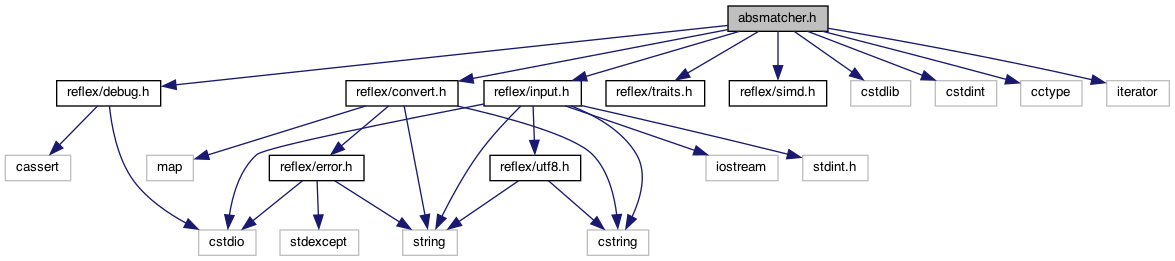 absmatcher.h
reflex/debug.h
reflex/convert.h
reflex/input.h
reflex/traits.h
reflex/simd.h
cstdlib
cstdint
cctype
iterator
cassert
map
reflex/error.h
reflex/utf8.h
iostream
stdint.h
cstdio
stdexcept
string
cstring